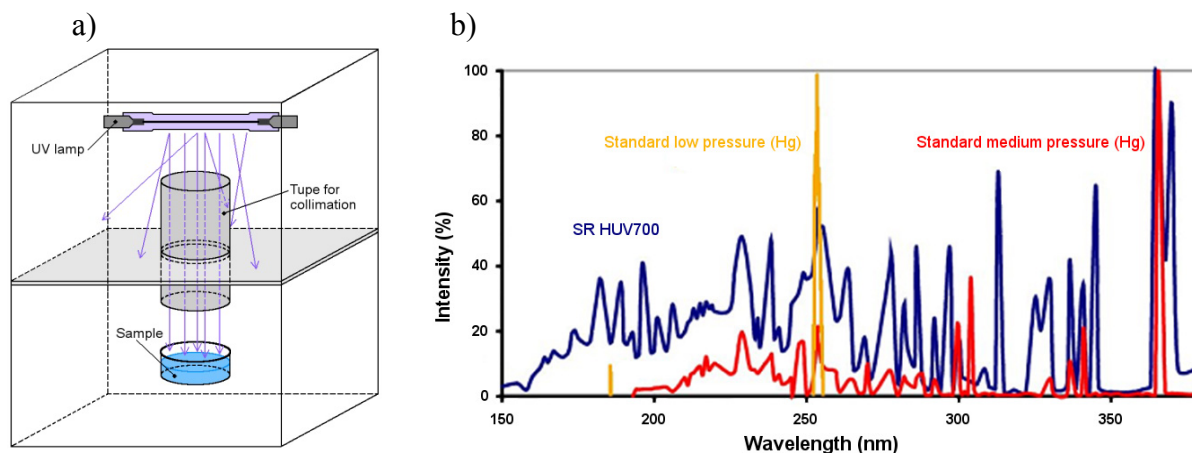 a)
UV lamp
Tupe for
collimation
Sample
b)
100
80
60
40
20
0
Intensity (%)
Standard low pressure (Hg)
Standard medium pressure (Hg)
SR HUV700
150
200
250
300
350
Wavelength (nm)